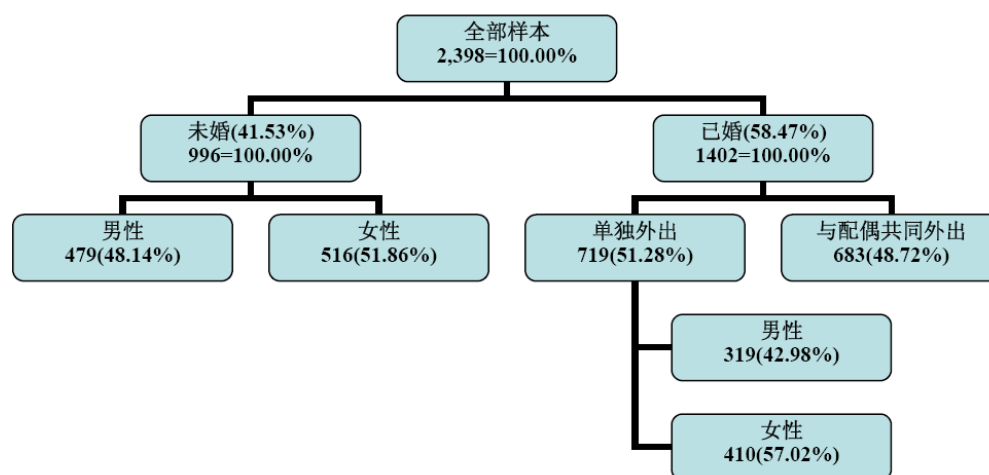 全部样本
2,398=100.00%
未婚(41.53%)
996=100.00%
已婚(58.47%)
1402=100.00%
男性
479(48.14%)
女性
516(51.86%)
单独外出
719(51.28%)
与配偶共同外出
683(48.72%)
男性
319(42.98%)
女性
410(57.02%)